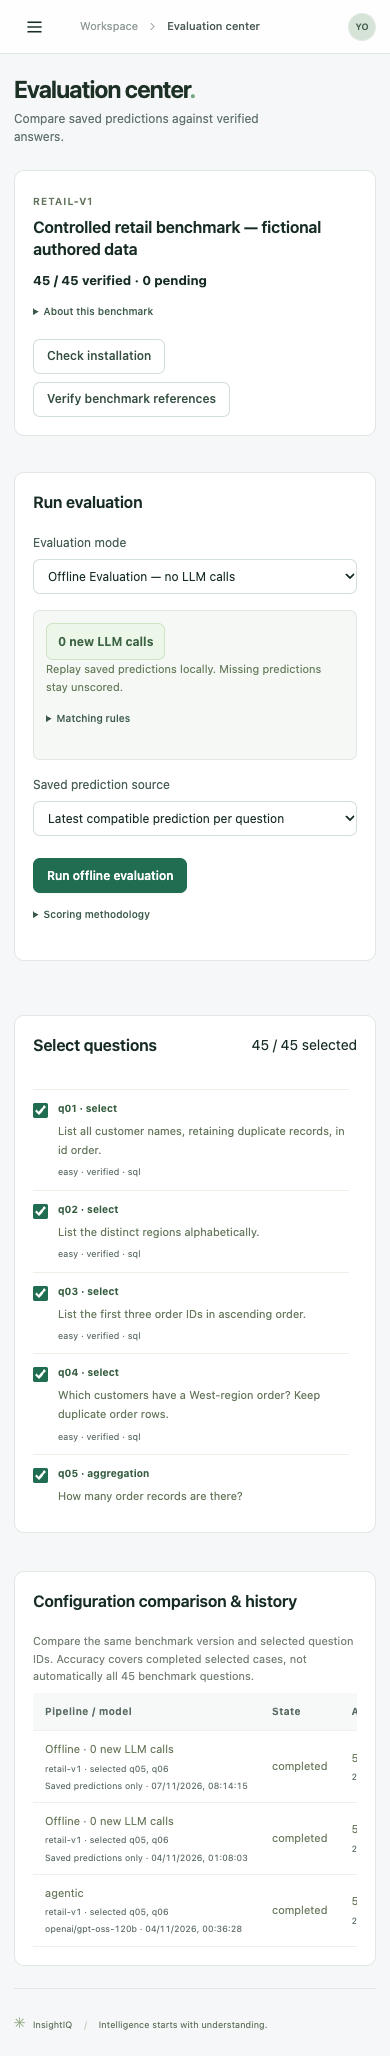 Workspace > Evaluation center YO
Evaluation center.
Compare saved predictions against verified
answers.
RETAIL-V1
Controlled retail benchmark — fictional
authored data
45 / 45 verified · 0 pending
About this benchmark
Check installation
Verify benchmark references
Run evaluation
Evaluation mode
Offline Evaluation — no LLM calls
0 new LLM calls
Replay saved predictions locally. Missing predictions
stay unscored.
Matching rules
Saved prediction source
Latest compatible prediction per question
Run offline evaluation
Scoring methodology
Select questions 45 / 45 selected
q01 · select
List all customer names, retaining duplicate records, in
id order.
easy · verified · sql
q02 · select
List the distinct regions alphabetically.
easy · verified · sql
q03 · select
List the first three order IDs in ascending order.
easy · verified · sql
q04 · select
Which customers have a West-region order? Keep
duplicate order rows.
easy · verified · sql
q05 · aggregation
How many order records are there?
Configuration comparison & history
Compare the same benchmark version and selected question
IDs. Accuracy covers completed selected cases, not
automatically all 45 benchmark questions.
Pipeline / model State
Offline · 0 new LLM calls
retail-v1 · selected q05, q06
Saved predictions only · 07/11/2026, 08:14:15
completed
Offline · 0 new LLM calls
retail-v1 · selected q05, q06
Saved predictions only · 04/11/2026, 01:08:03
completed
agentic
retail-v1 · selected q05, q06
openai/gpt-oss-120b · 04/11/2026, 00:36:28
completed
InsightIQ / Intelligence starts with understanding.